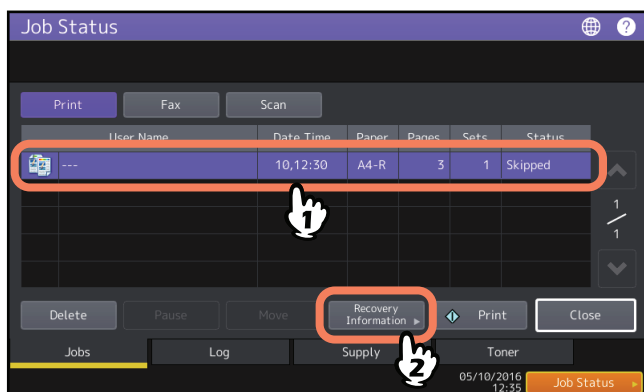 Job Status
?
Print Fax Scan
User Name Date Time Paper Pages Sets Status
--- 10,12:30 A4-R 3 1 Skipped
1
1
1
Delete Pause Move Recovery Information Print Close
2
Jobs Log Supply Toner
05/10/2016
12:35
Job Status